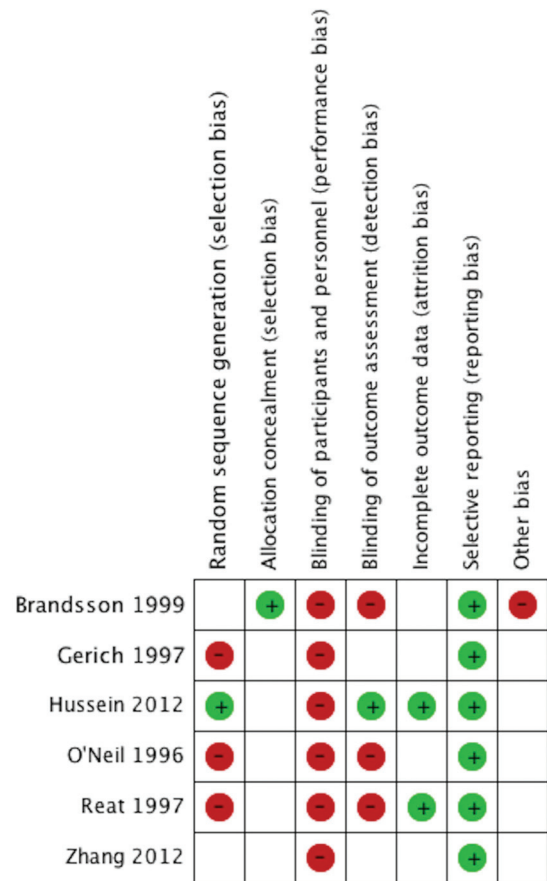 Random sequence generation (selection bias)
Allocation concealment (selection bias)
Blinding of participants and personnel (performance bias)
Blinding of outcome assessment (detection bias)
Incomplete outcome data (attrition bias)
Selective reporting (reporting bias)
Other bias
Brandsson 1999 + - - + -
Gerich 1997 - - +
Hussein 2012 + - + + +
O'Neil 1996 - - - +
Reat 1997 - - - + +
Zhang 2012 - +